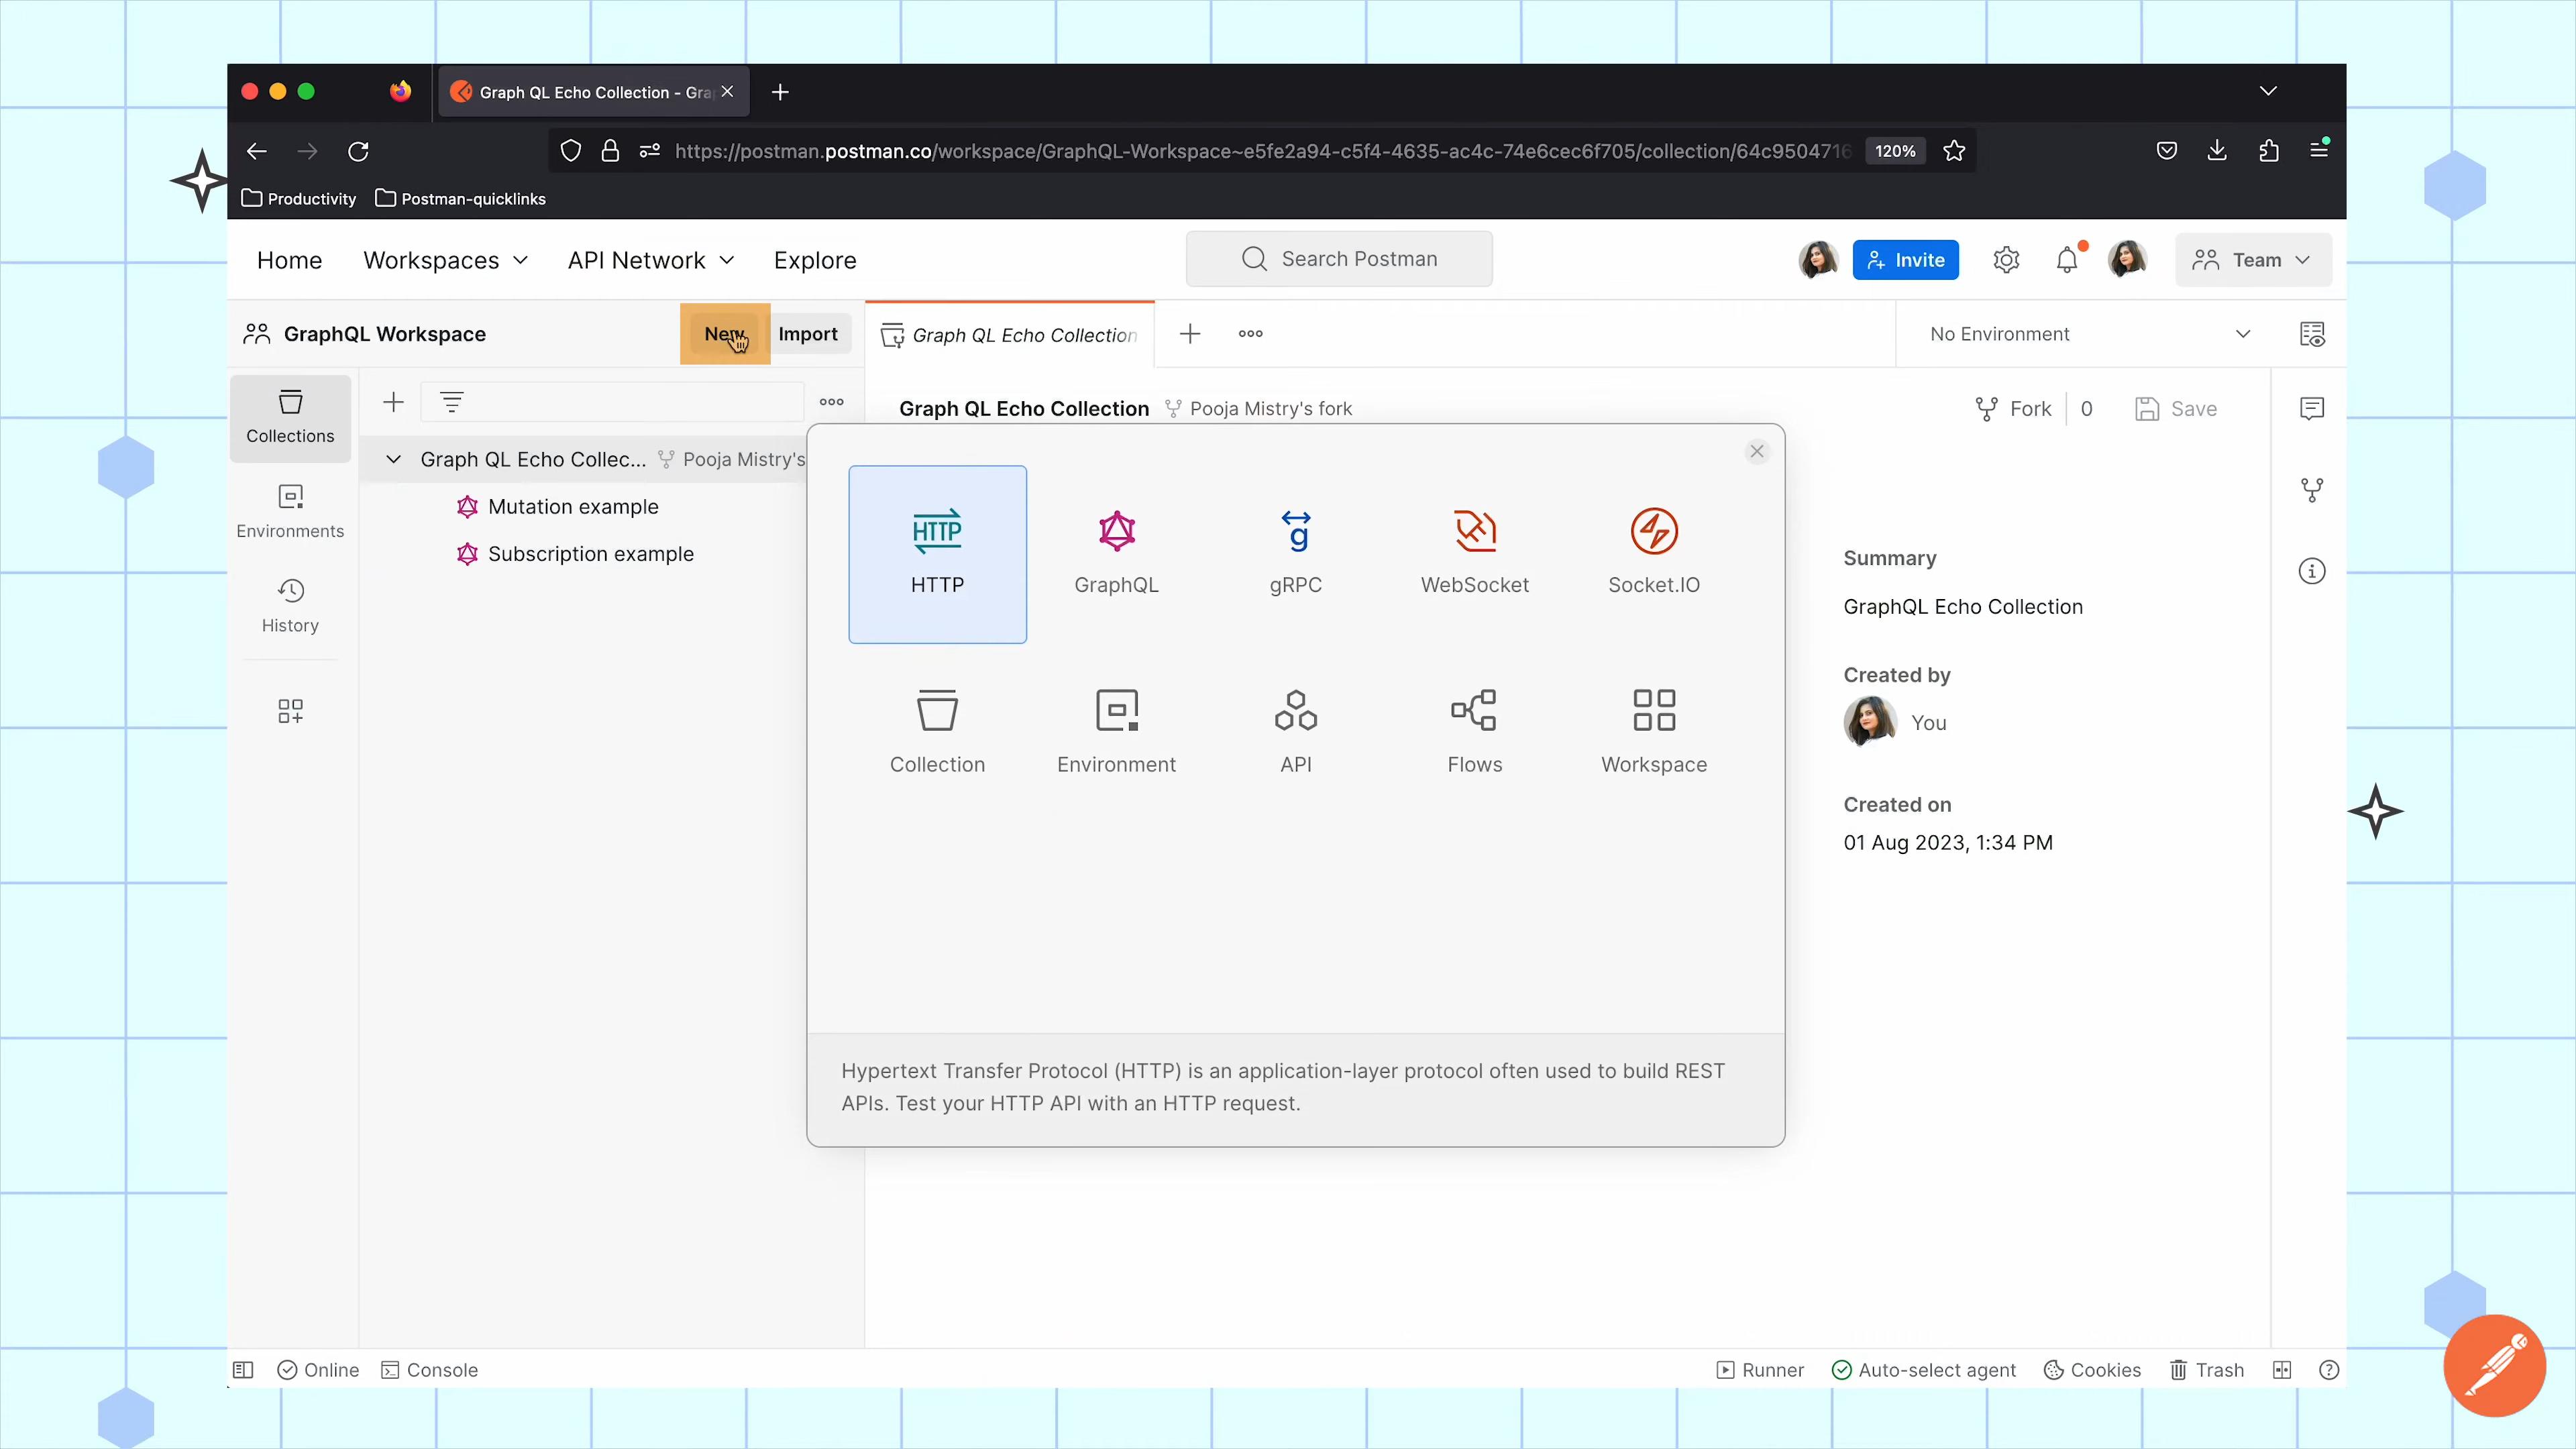 Graph QL Echo Collection - Gra
https://postman.postman.co/workspace/GraphQL-Workspace~e5fe2a94-c5f4-4635-ac4c-74e6cec6f705/collection/64c9504716
120%
Productivity
Postman-quicklinks
Home
Workspaces
API Network
Explore
Search Postman
Invite
Team
GraphQL Workspace
New
Import
Graph QL Echo Collection
No Environment
Collections
Environments
History
Graph QL Echo Collec...
Pooja Mistry's
Mutation example
Subscription example
Graph QL Echo Collection
Pooja Mistry's fork
Fork
0
Save
HTTP
HTTP
GraphQL
g
gRPC
WebSocket
Socket.IO
Collection
Environment
API
Flows
Workspace
Hypertext Transfer Protocol (HTTP) is an application-layer protocol often used to build REST
APIs. Test your HTTP API with an HTTP request.
Summary
GraphQL Echo Collection
Created by
You
Created on
01 Aug 2023, 1:34 PM
Online
Console
Runner
Auto-select agent
Cookies
Trash